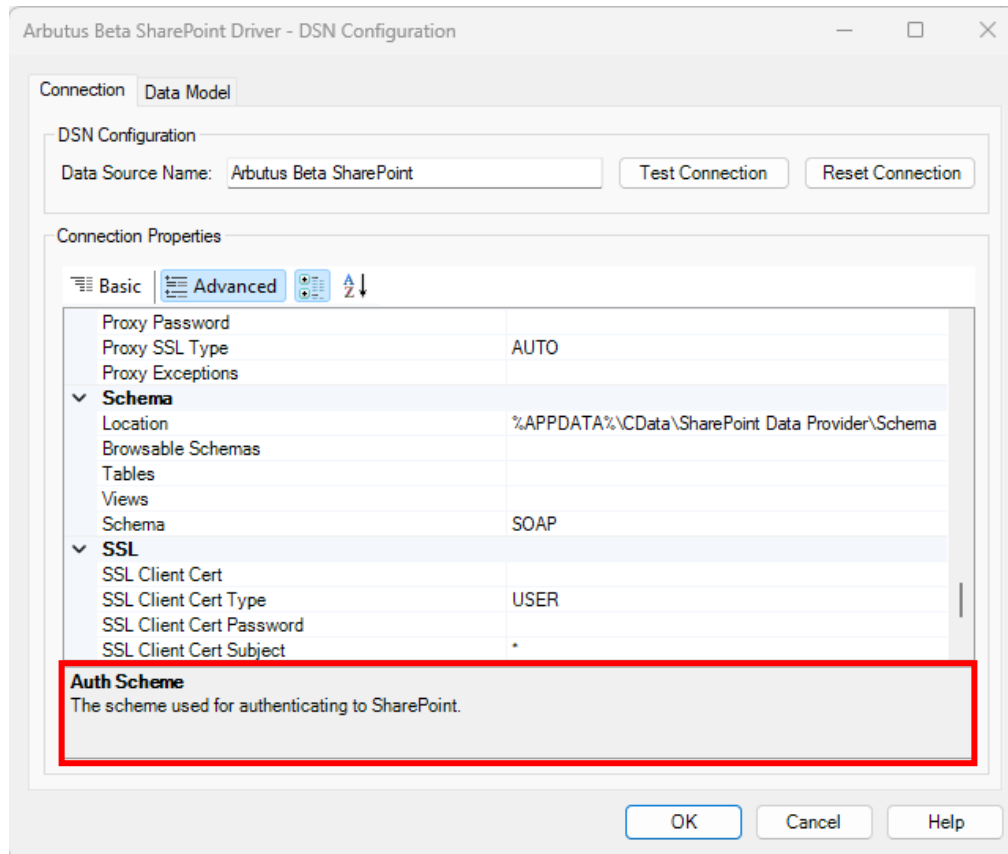 Arbutus Beta SharePoint Driver - DSN Configuration
Connection Data Model
DSN Configuration
Data Source Name: Arbutus Beta SharePoint Test Connection Reset Connection
Connection Properties
Basic Advanced A Z
Proxy Password
Proxy SSL Type AUTO
Proxy Exceptions
Schema
Location %APPDATA%\CData\SharePoint Data Provider\Schema
Browsable Schemas
Tables
Views
Schema SOAP
SSL
SSL Client Cert
SSL Client Cert Type USER
SSL Client Cert Password
SSL Client Cert Subject *
Auth Scheme
The scheme used for authenticating to SharePoint.
OK Cancel Help